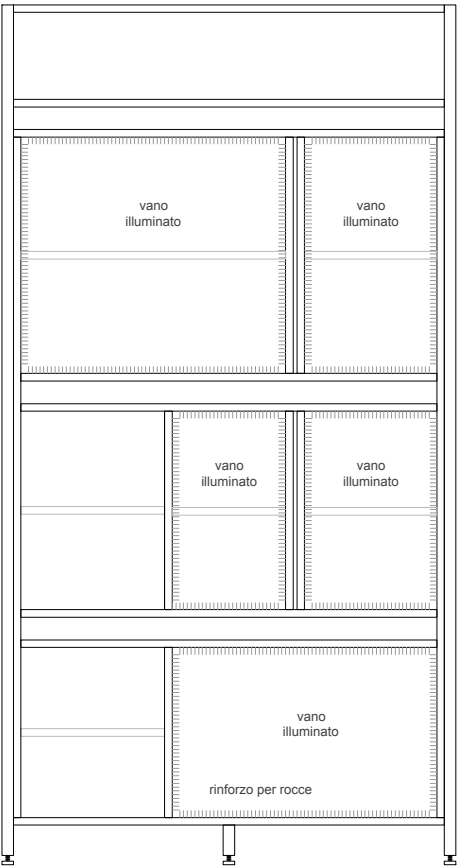 vano
illuminato
vano
illuminato
vano
illuminato
vano
illuminato
vano
illuminato
rinforzo per rocce